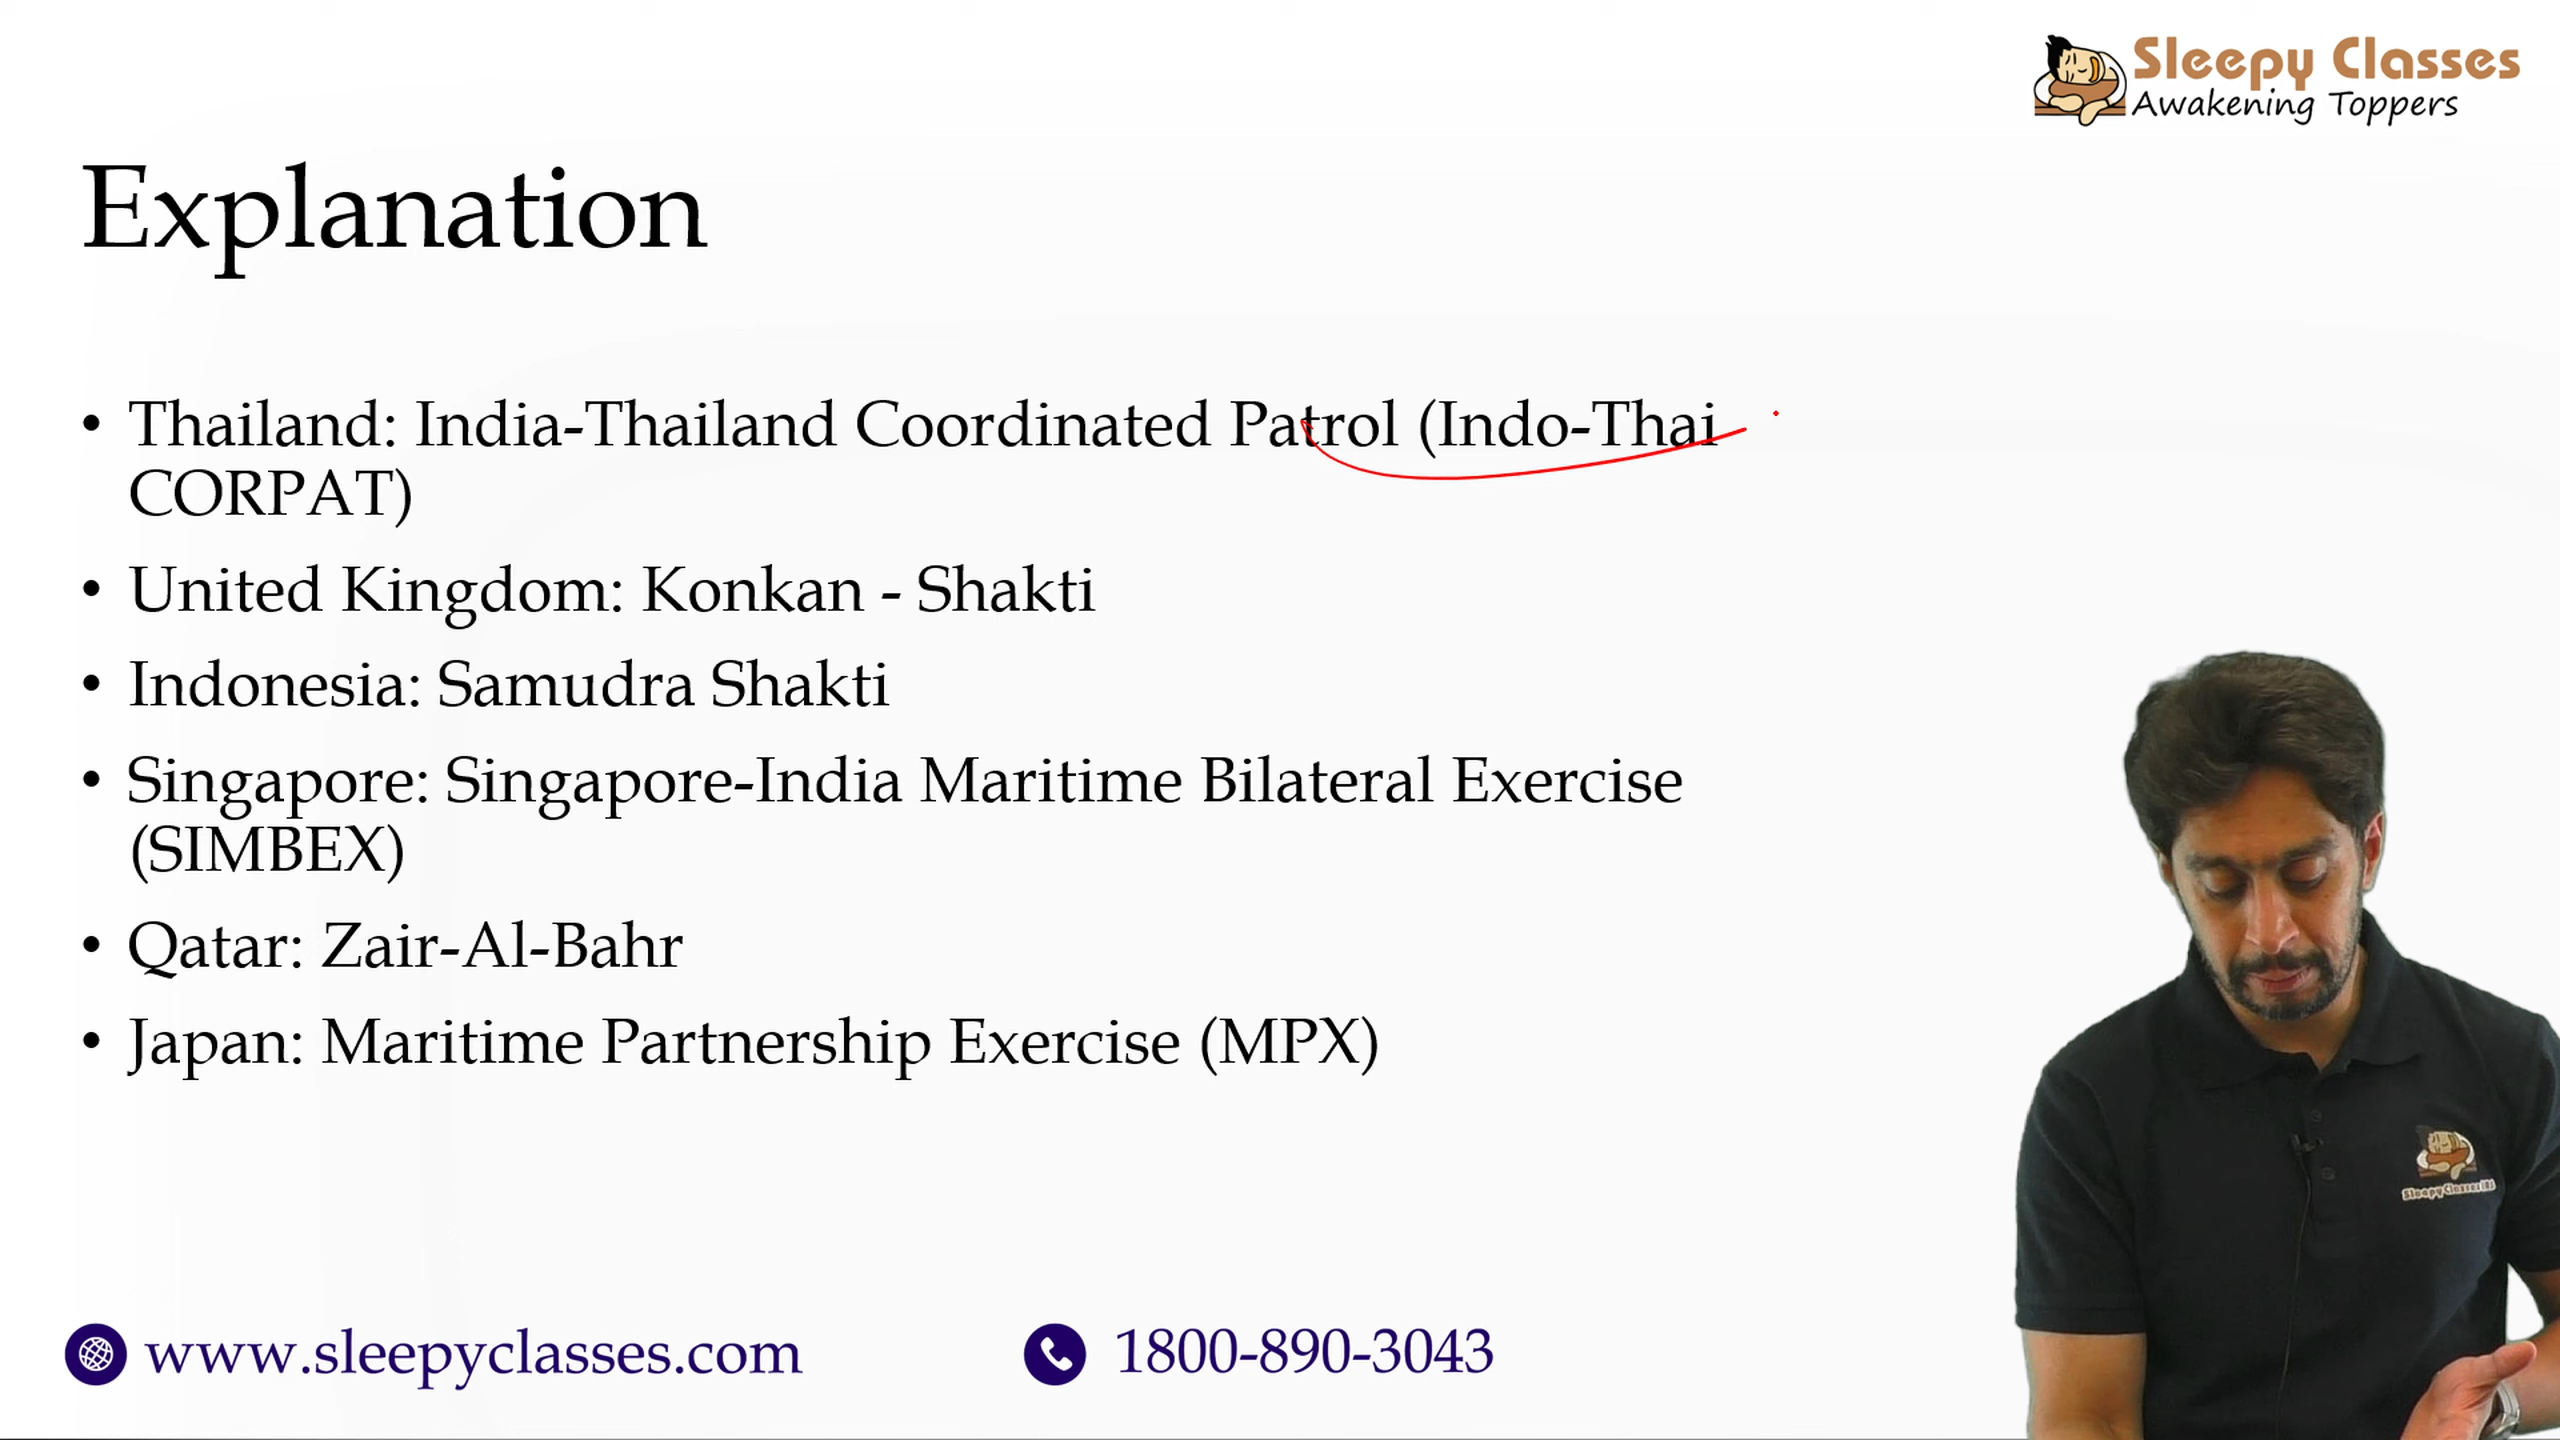 Sleepy Classes
Awakening Toppers
Explanation
• Thailand: India-Thailand Coordinated Patrol (Indo-Thai
CORPAT)
• United Kingdom: Konkan - Shakti
• Indonesia: Samudra Shakti
• Singapore: Singapore-India Maritime Bilateral Exercise
(SIMBEX)
• Qatar: Zair-Al-Bahr
• Japan: Maritime Partnership Exercise (MPX)
www.sleepyclasses.com
1800-890-3043